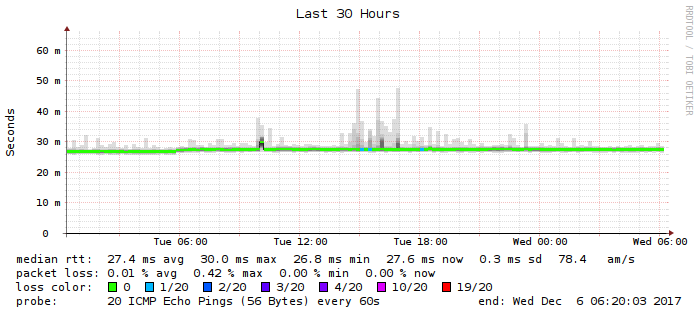 Last 30 Hours
RRDTOOL / TOBI OETIKER
Seconds
60 m
50 m
40 m
30 m
20 m
10 m
0
Tue 06:00 Tue 12:00 Tue 18:00 Wed 00:00 Wed 06:00
median rtt: 27.4 ms avg 30.0 ms max 26.8 ms min 27.6 ms now 0.3 ms sd 78.4 am/s
packet loss: 0.01 % avg 0.42 % max 0.00 % min 0.00 % now
loss color: 0 1/20 2/20 3/20 4/20 10/20 19/20
probe: 20 ICMP Echo Pings (56 Bytes) every 60s end: Wed Dec 6 06:20:03 2017